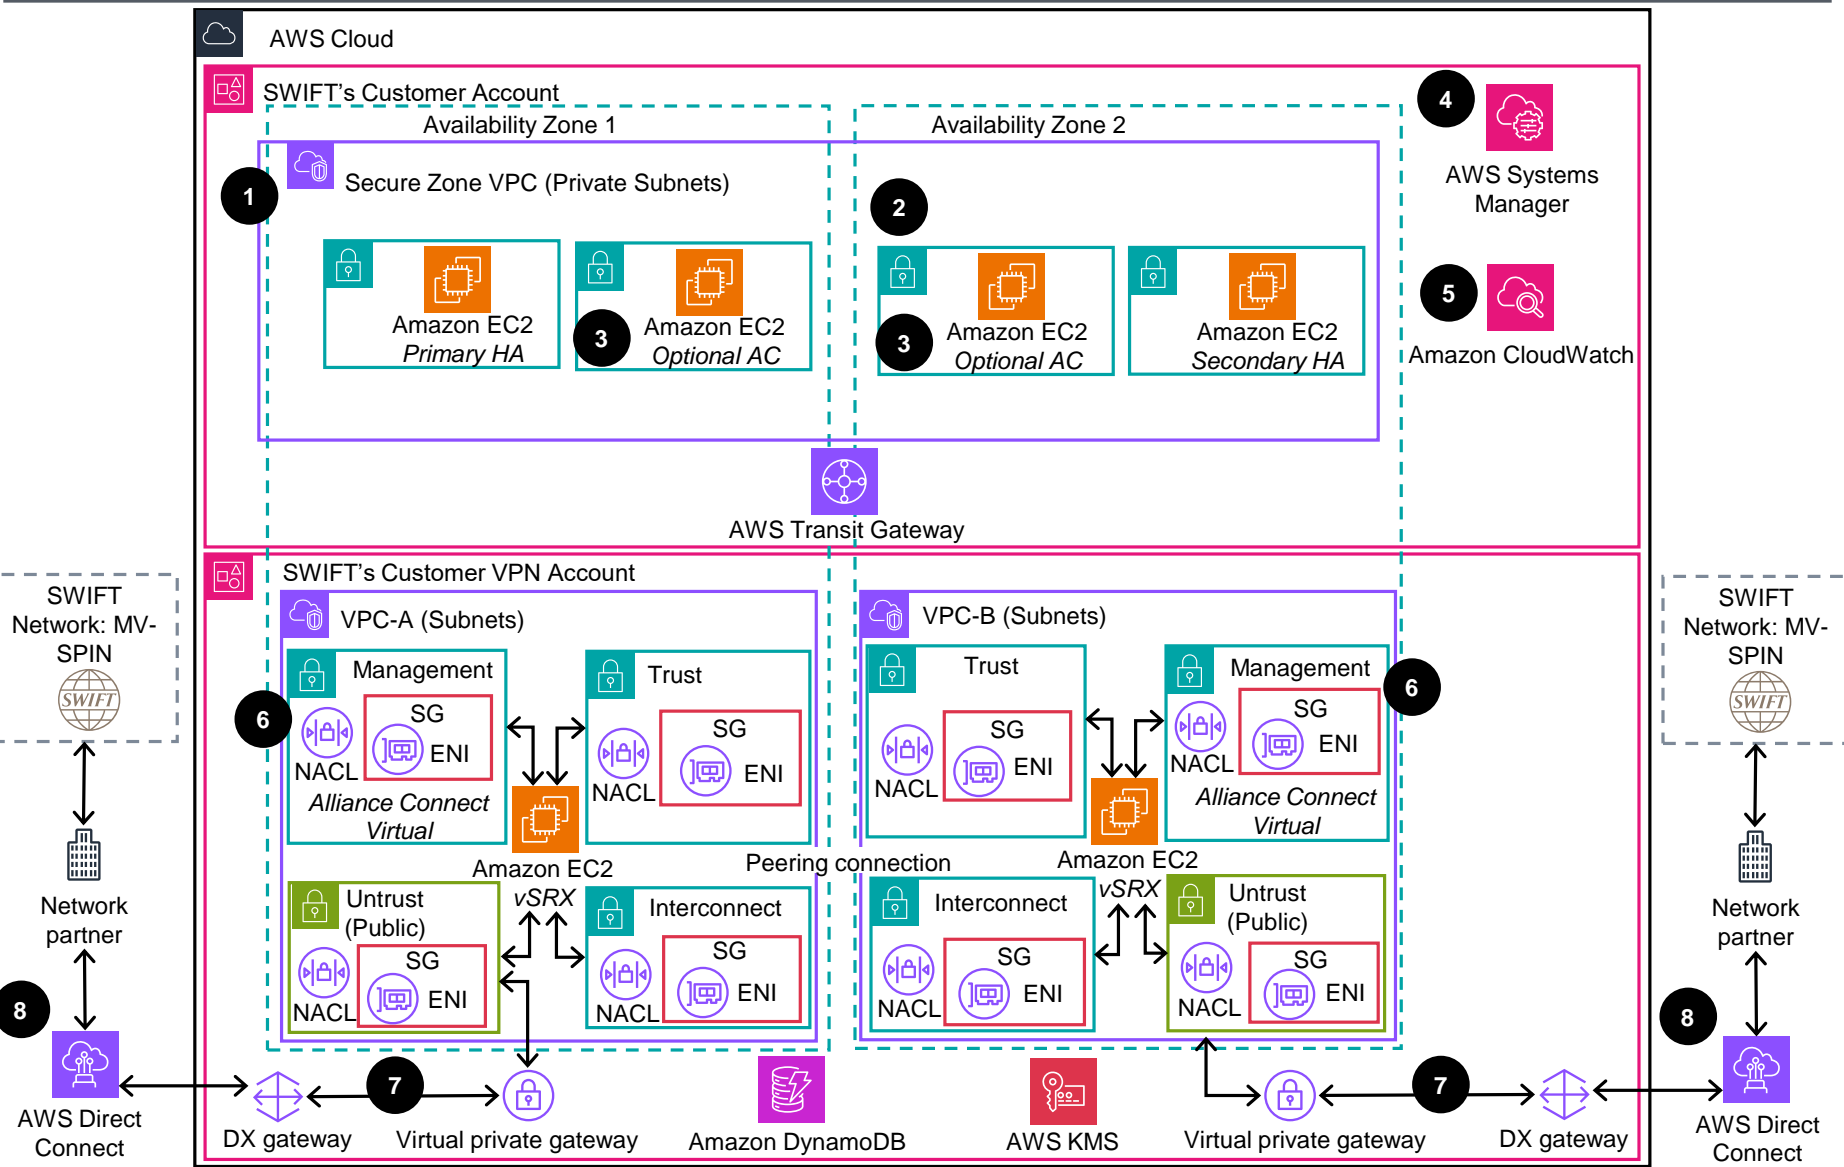 AWS Cloud
SWIFT's Customer Account
Availability Zone 1
Availability Zone 2
4
AWS Systems
Manager
1
Secure Zone VPC (Private Subnets)
2
5
Amazon CloudWatch
Amazon EC2
Primary HA
3
Amazon EC2
Optional AC
3
Amazon EC2
Optional AC
Amazon EC2
Secondary HA
AWS Transit Gateway
SWIFT's Customer VPN Account
SWIFT
Network: MV-
SPIN
SWIFT
Network
partner
8
AWS Direct
Connect
VPC-A (Subnets)
6
Management
SG
ENI
NACL
Alliance Connect
Virtual
Trust
SG
ENI
NACL
Amazon EC2
vSRX
Untrust
(Public)
SG
ENI
NACL
Interconnect
SG
ENI
NACL
Peering connection
VPC-B (Subnets)
Trust
SG
ENI
NACL
6
Management
SG
ENI
NACL
Alliance Connect
Virtual
Amazon EC2
vSRX
Interconnect
SG
ENI
NACL
Untrust
(Public)
SG
ENI
NACL
SWIFT
Network: MV-
SPIN
SWIFT
Network
partner
8
AWS Direct
Connect
DX gateway
7
Virtual private gateway
Amazon DynamoDB
AWS KMS
Virtual private gateway
7
DX gateway